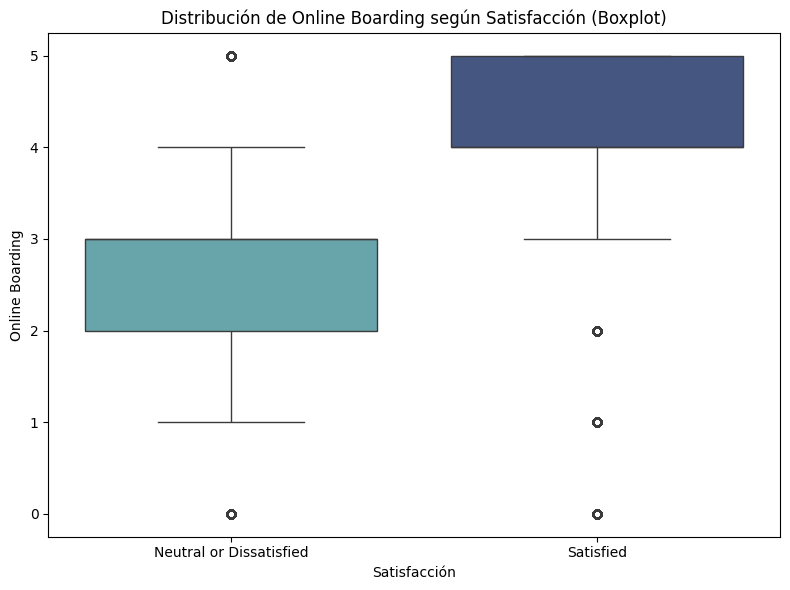 Distribución de Online Boarding según Satisfacción (Boxplot)
Online Boarding
5
4
3
2
1
0
Neutral or Dissatisfied
Satisfied
Satisfacción